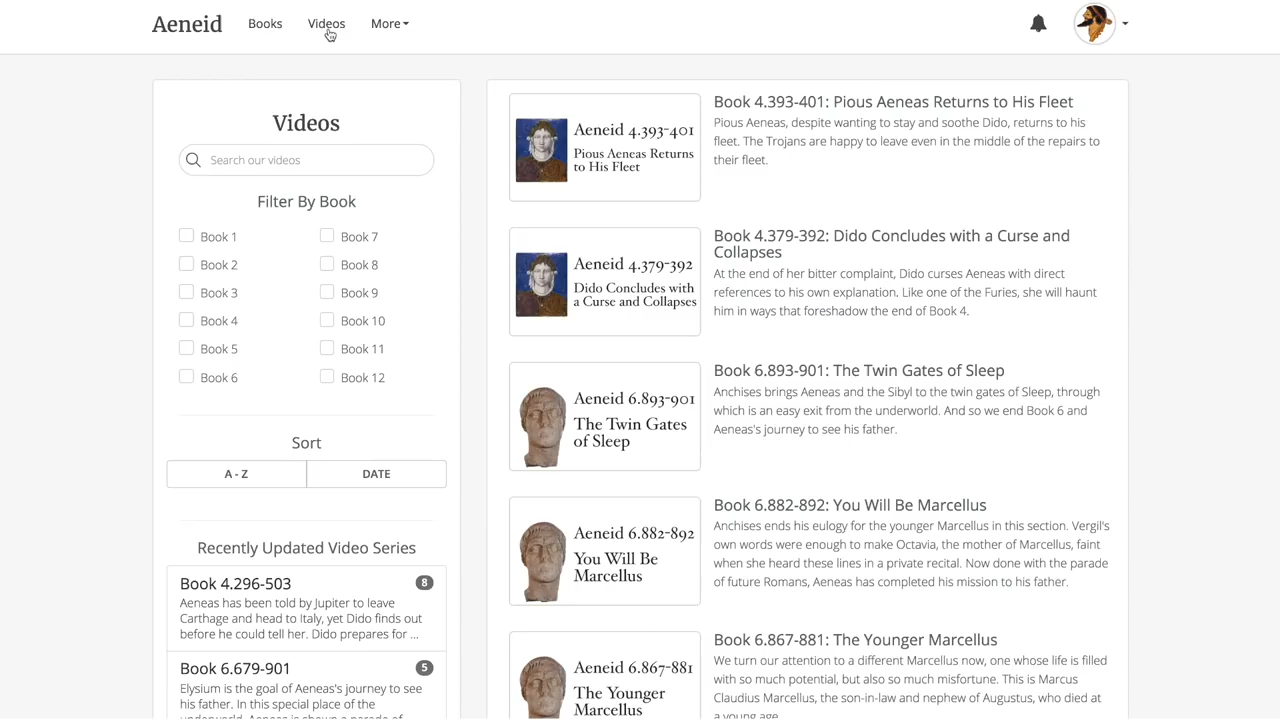 Aeneid
Books
Videos
More
Videos
Search our videos
Filter By Book
Book 1
Book 7
Book 2
Book 8
Book 3
Book 9
Book 4
Book 10
Book 5
Book 11
Book 6
Book 12
Sort
A - Z
DATE
Recently Updated Video Series
Book 4.296-503
8
Aeneas has been told by Jupiter to leave
Carthage and head to Italy, yet Dido finds out
before he could tell her. Dido prepares for ...
Book 6.679-901
5
Elysium is the goal of Aeneas's journey to see
his father. In this special place of the
underworld, Aeneas is shown a parade of
Aeneid 4.393-401
Pious Aeneas Returns
to His Fleet
Book 4.393-401: Pious Aeneas Returns to His Fleet
Pious Aeneas, despite wanting to stay and soothe Dido, returns to his
fleet. The Trojans are happy to leave even in the middle of the repairs to
their fleet.
Aeneid 4.379-392
Dido Concludes with
a Curse and Collapses
Book 4.379-392: Dido Concludes with a Curse and
Collapses
At the end of her bitter complaint, Dido curses Aeneas with direct
references to his own explanation. Like one of the Furies, she will haunt
him in ways that foreshadow the end of Book 4.
Aeneid 6.893-901
The Twin Gates
of Sleep
Book 6.893-901: The Twin Gates of Sleep
Anchises brings Aeneas and the Sibyl to the twin gates of Sleep, through
which is an easy exit from the underworld. And so we end Book 6 and
Aeneas's journey to see his father.
Aeneid 6.882-892
You Will Be
Marcellus
Book 6.882-892: You Will Be Marcellus
Anchises ends his eulogy for the younger Marcellus in this section. Vergil's
own words were enough to make Octavia, the mother of Marcellus, faint
when she heard these lines in a private recital. Now done with the parade
of future Romans, Aeneas has completed his mission to his father.
Aeneid 6.867-881
The Younger
Marcellus
Book 6.867-881: The Younger Marcellus
We turn our attention to a different Marcellus now, one whose life is filled
with so much potential, but also so much misfortune. This is Marcus
Claudius Marcellus, the son-in-law and nephew of Augustus, who died at
a young age.